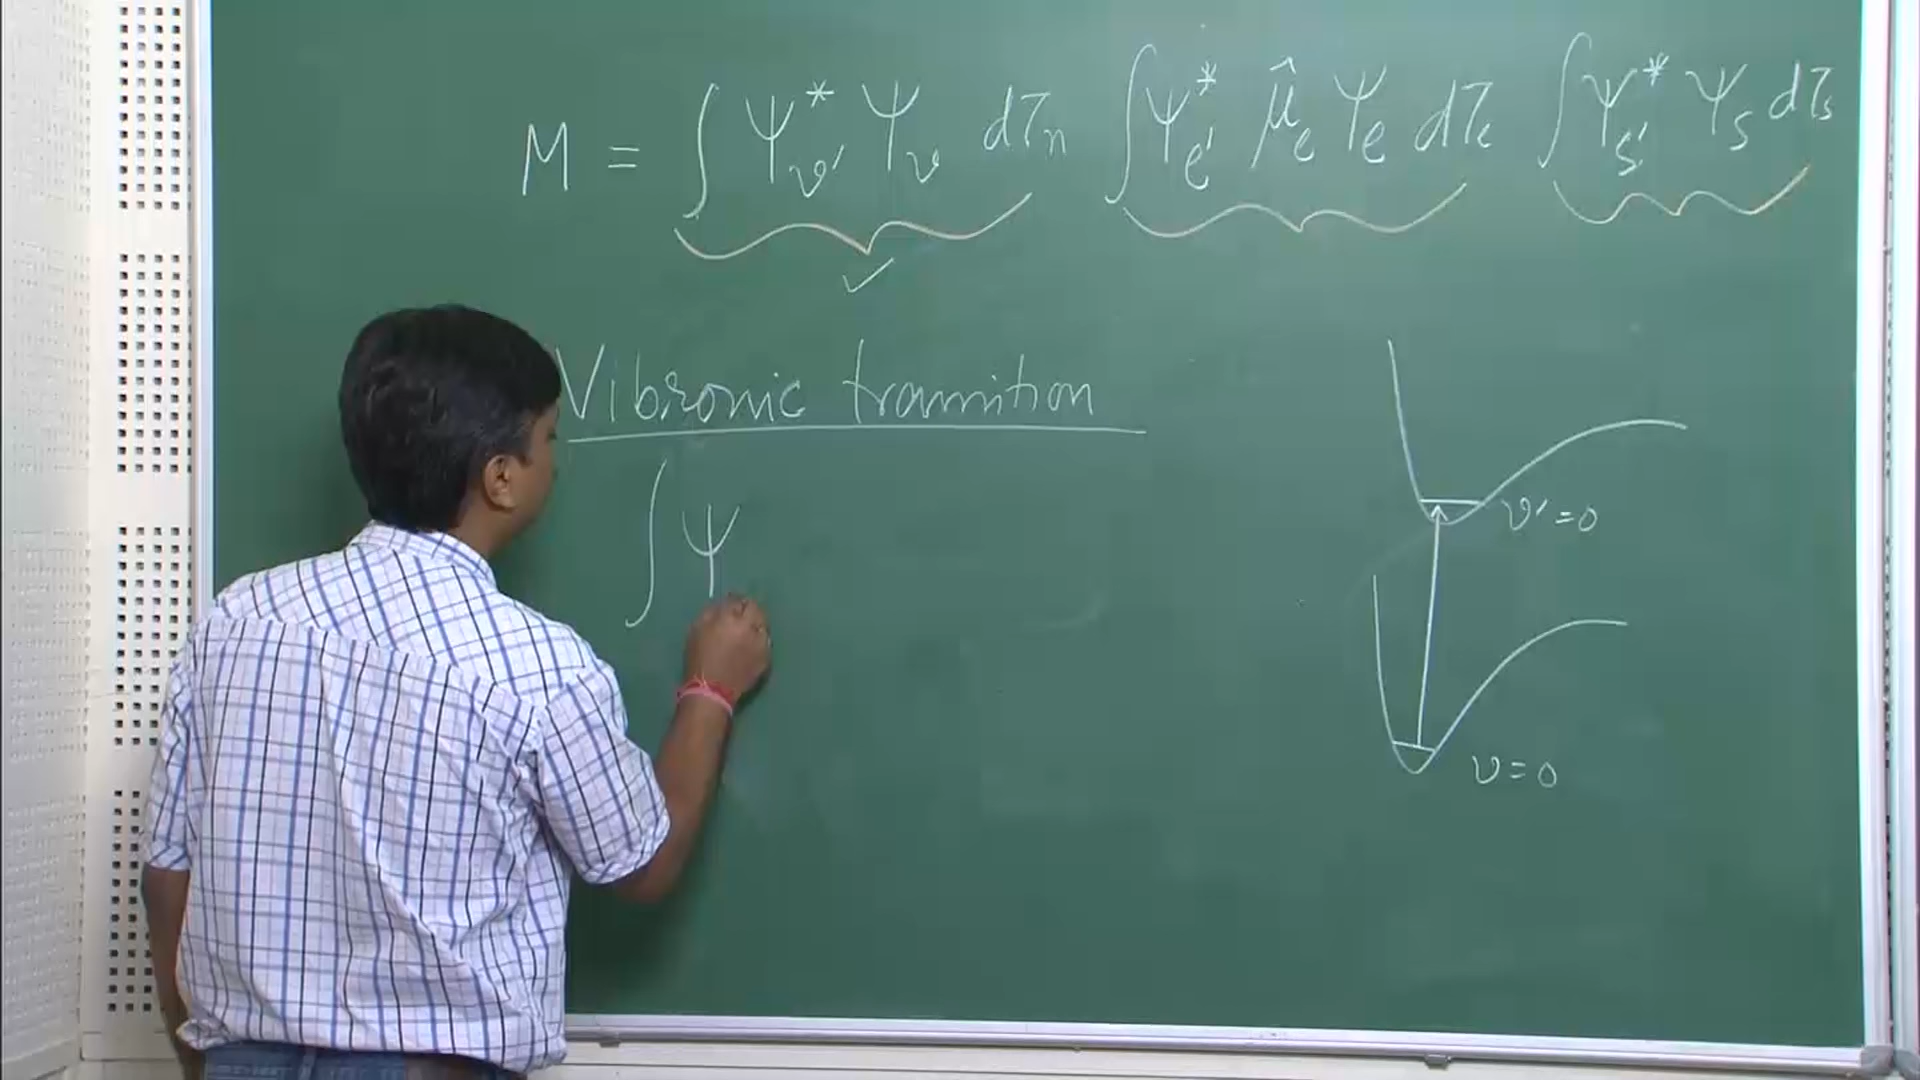 M = ∫ Ψ*ᵥ′ Ψᵥ dτₙ ∫ Ψ*ₑ′ μ̂ₑ Ψₑ dτₑ ∫ Ψ*ₛ′ Ψₛ dτₛ
✓
Vibronic transition
∫ Ψ
v′=0
v=0